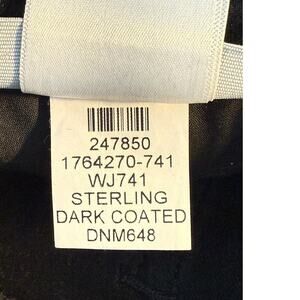 247850
1764270-741
WJ741
STERLING
DARK COATED
DNM648